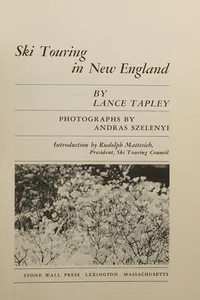 Ski Touring
in New England
BY
LANCE TAPLEY
PHOTOGRAPHS BY
ANDRAS SZELENYI
Introduction by Rudolph Mattesich,
President, Ski Touring Council
STONE WALL PRESS LEXINGTON MASSACHUSETTS